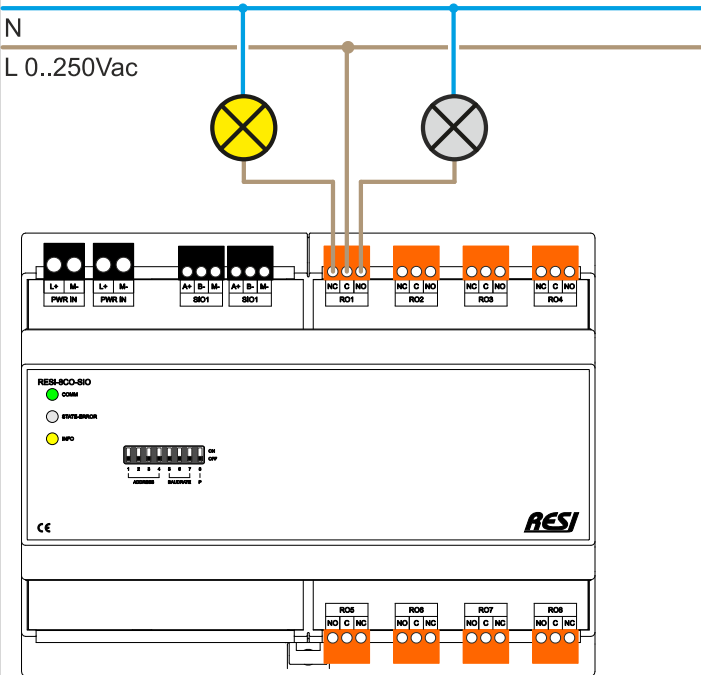 N
L 0..250Vac
L+ M- L+ M- A+ B- M- A+ B- M- NC C NO NC C NO NC C NO NC C NO
PWR IN PWR IN SIO1 SIO1 RO1 RO2 RO3 RO4
RESI-8CO-SIO
COMM
STATE-ERROR
INFO
ON
OFF
1 2 3 4 5 6 7 8
ADDRESS BAUDRATE P
CE
RESI
RO5 RO6 RO7 RO8
NO C NC NO C NC NO C NC NO C NC